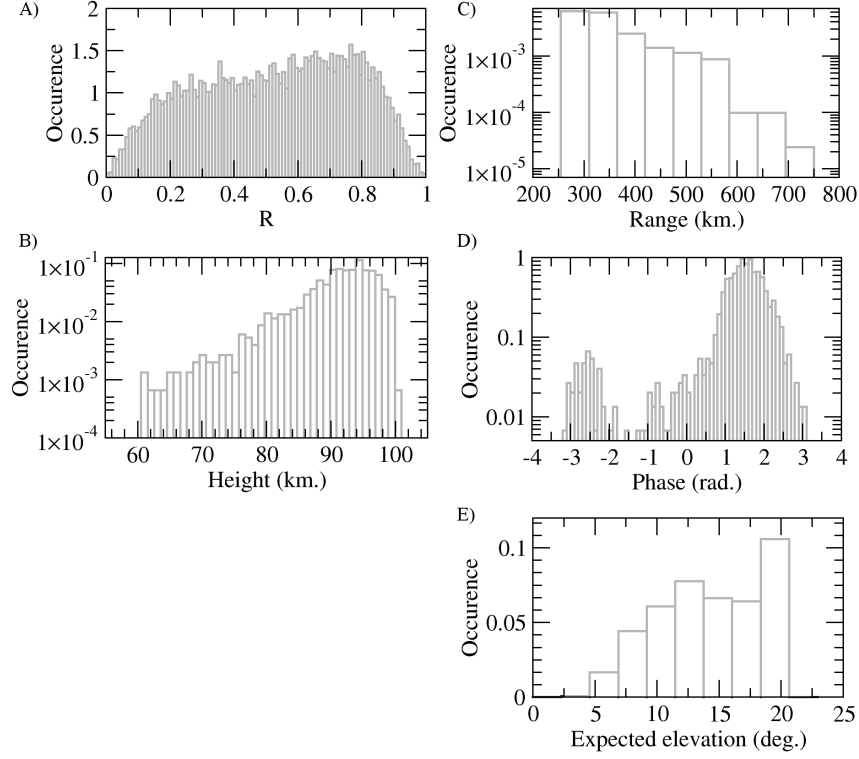 A)
2
1.5
1
0.5
0
Occurence
0 0.2 0.4 0.6 0.8 1
R
C)
1×10-3
1×10-4
1×10-5
Occurence
200 300 400 500 600 700 800
Range (km.)
B)
1×10-1
1×10-2
1×10-3
1×10-4
Occurence
60 70 80 90 100
Height (km.)
D)
1
0.1
0.01
Occurence
-4 -3 -2 -1 0 1 2 3 4
Phase (rad.)
E)
0.1
0.05
0
Occurence
0 5 10 15 20 25
Expected elevation (deg.)